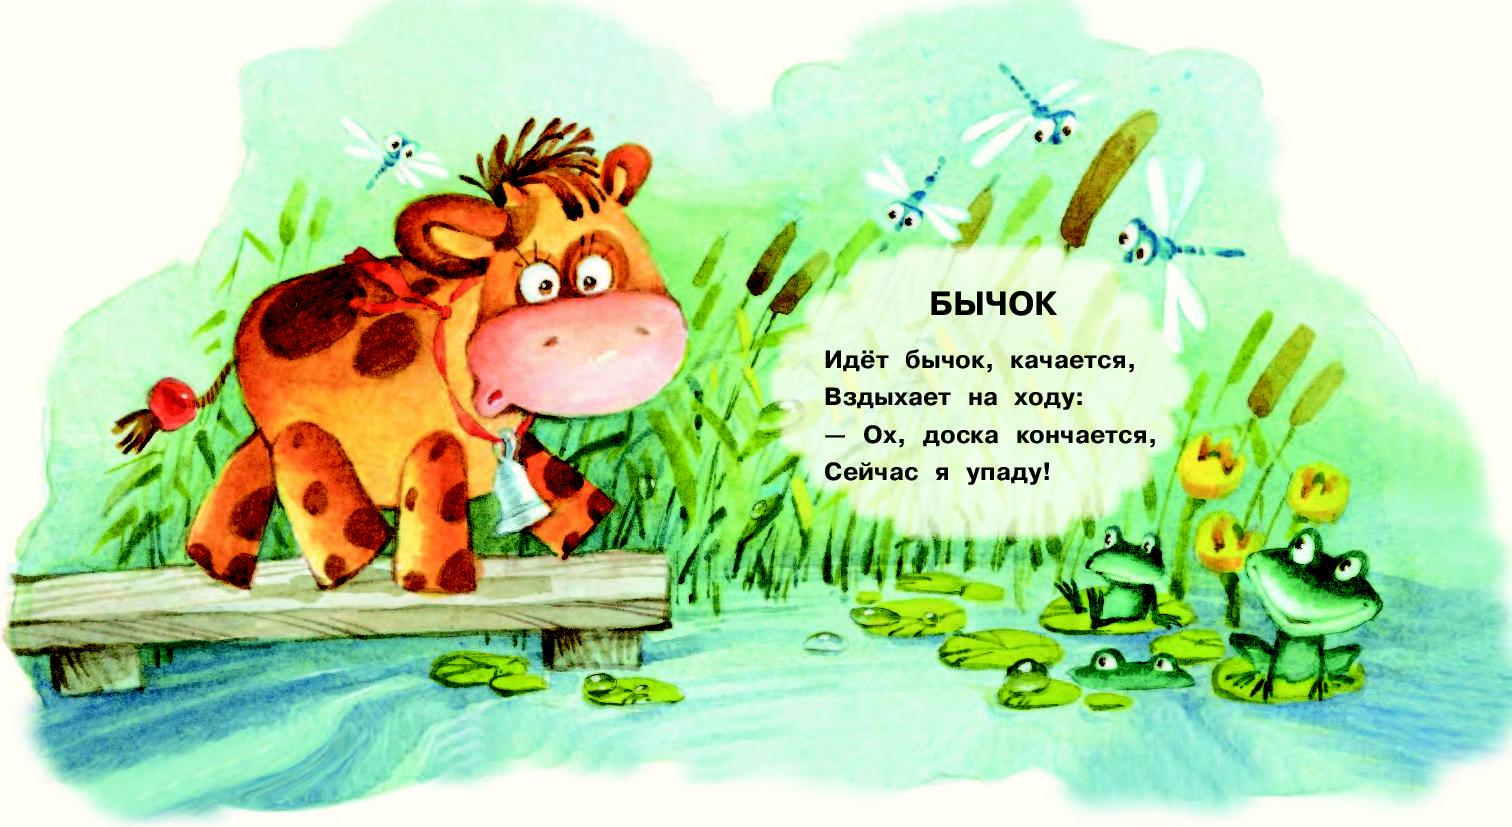 БЫЧОК
Идёт бычок, качается,
Вздыхает на ходу:
— Ох, доска кончается,
Сейчас я упаду!